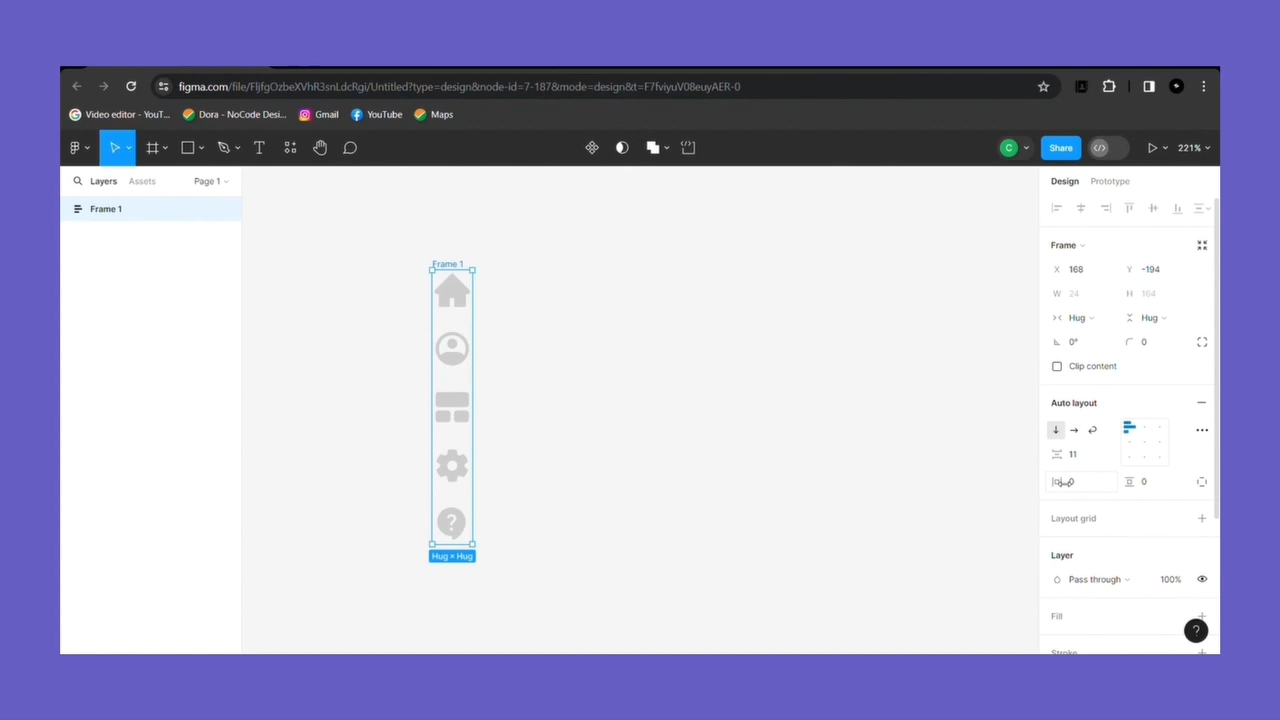 figma.com/file/FljfgOzbeXVhR3snLdcRgi/Untitled?type=design&node-id=7-187&mode=design&t=F7fviyuV08euyAER-0
Video editor - YouT... Dora - NoCode Desi... Gmail YouTube Maps
C Share 221%
Layers Assets Page 1 Design Prototype
Frame 1
Frame
Frame 1
X 168 Y -194
W 24 H 164
Hug Hug
0° 0
Clip content
Auto layout
11
0 0
?
Layout grid
Hug × Hug
Layer
Pass through 100%
Fill
?
Stroke